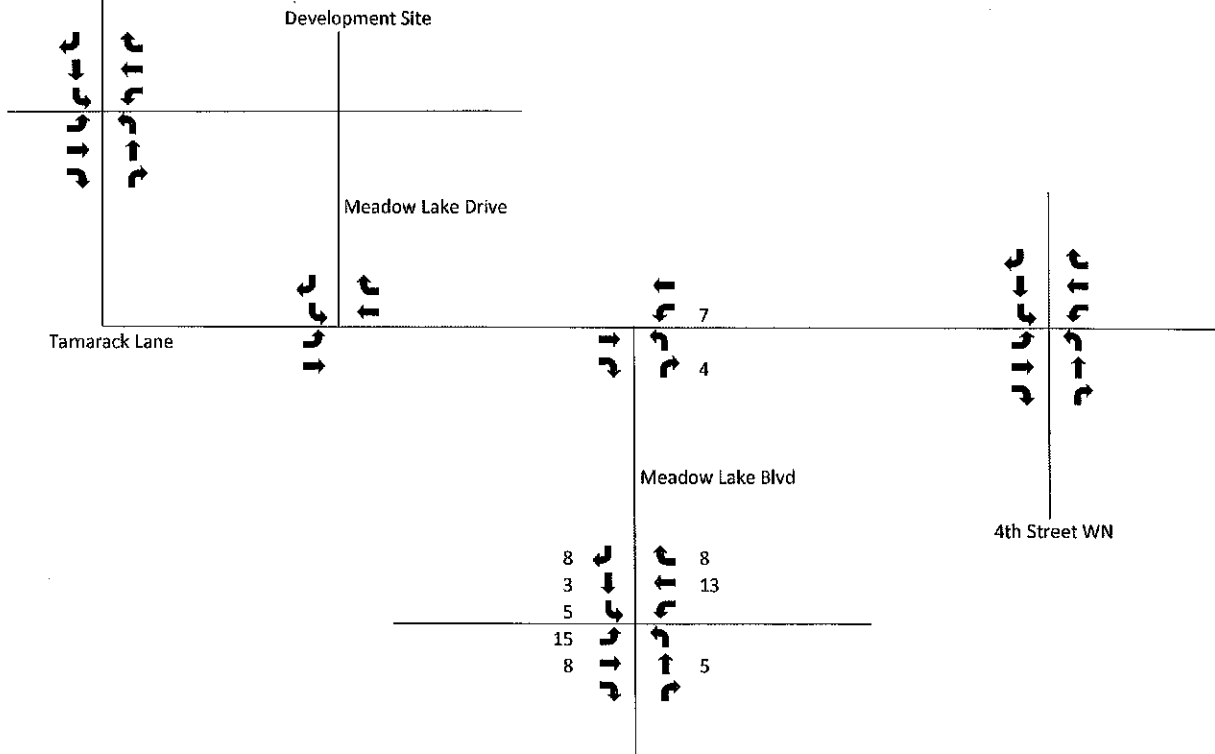 Development Site
Meadow Lake Drive
7
Tamarack Lane
4
Meadow Lake Blvd
4th Street WN
8 8
3 13
5
15
8 5